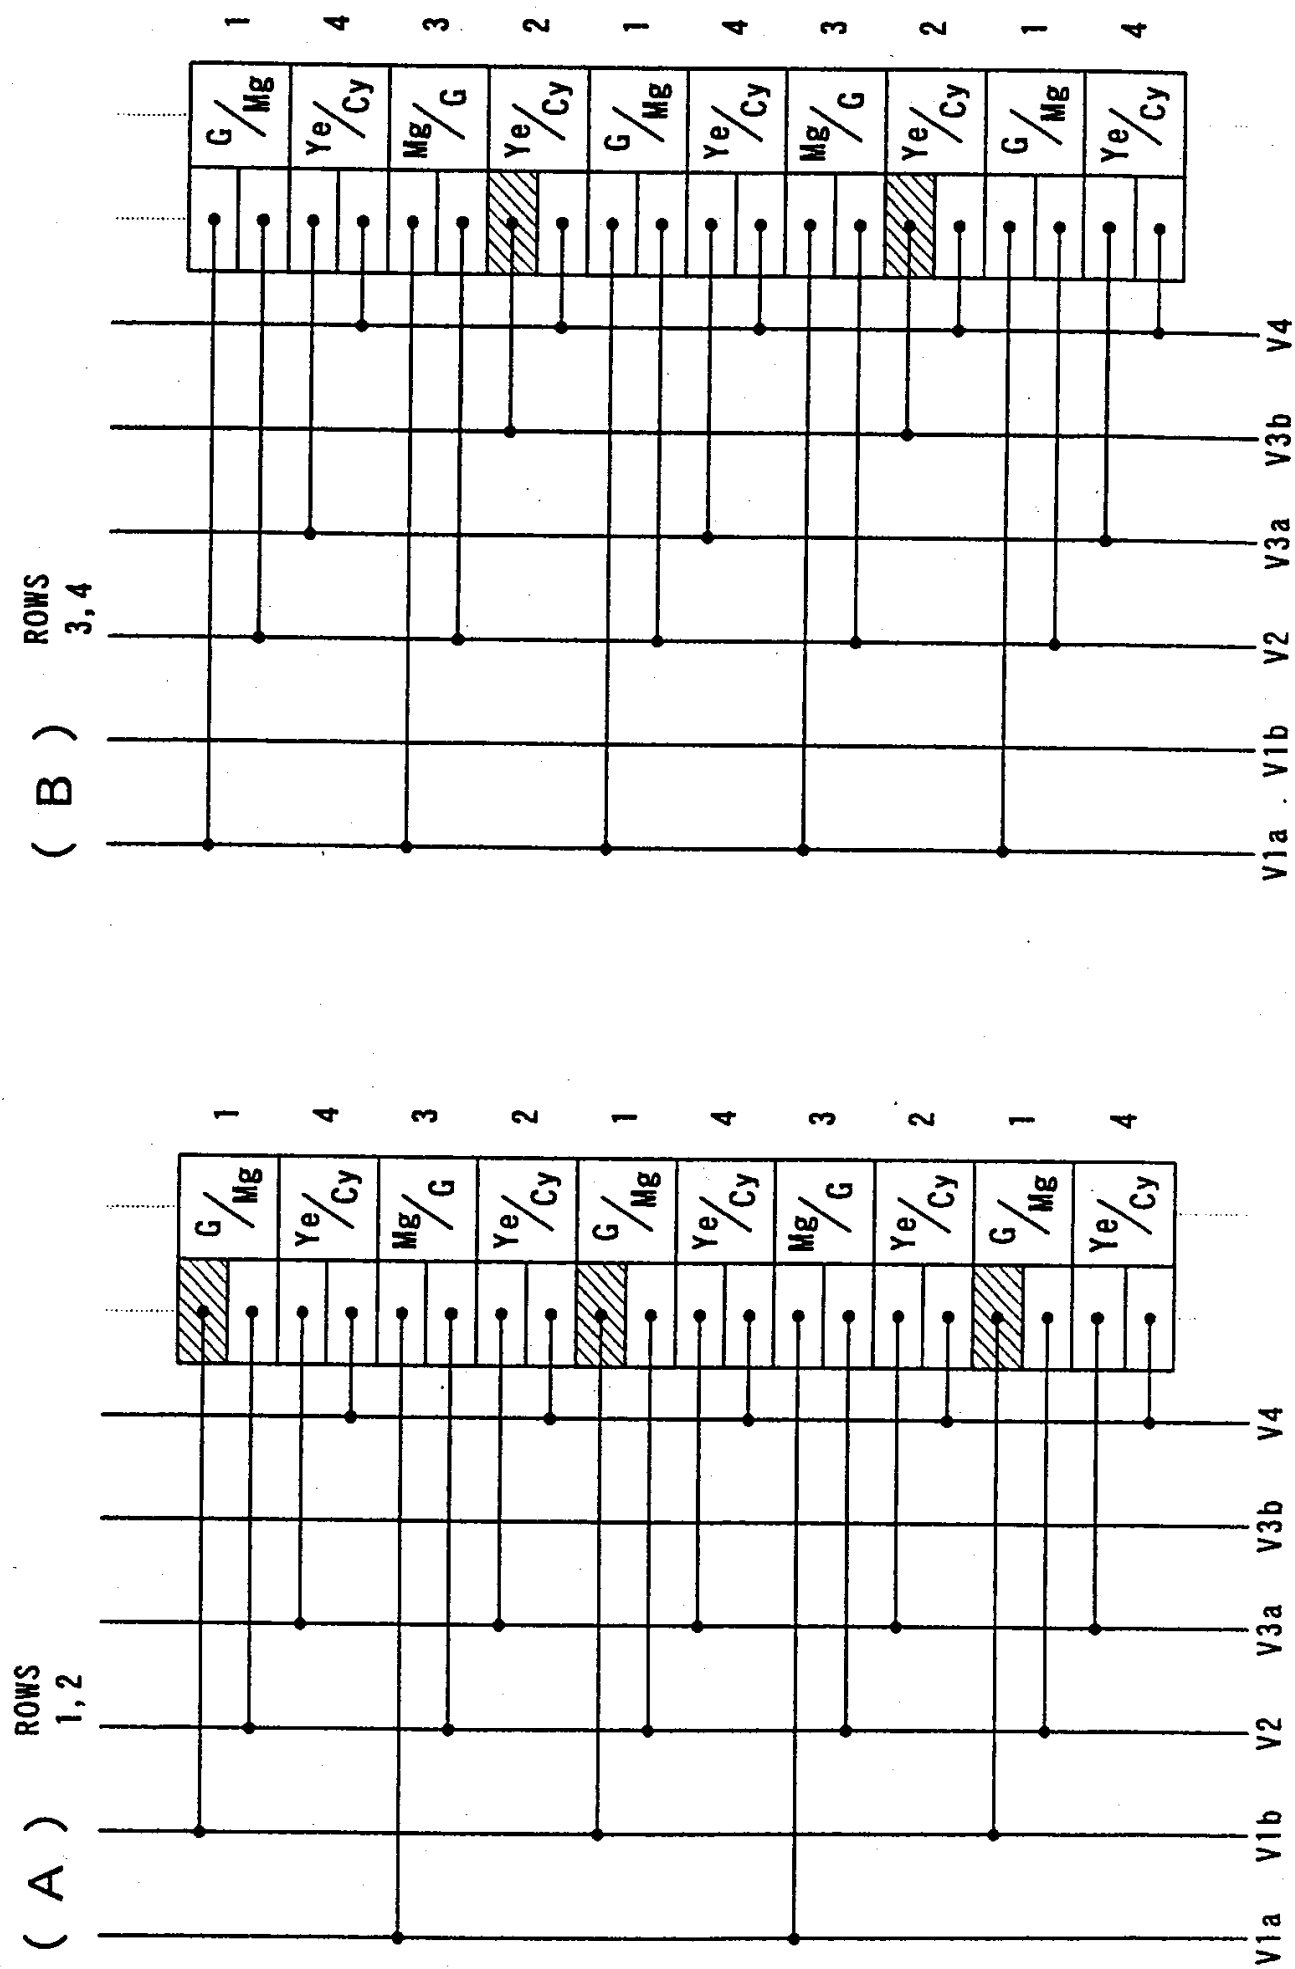 ( A )
ROWS
1,2
G/Mg 1
Ye/Cy 4
Mg/G 3
Ye/Cy 2
G/Mg 1
Ye/Cy 4
Mg/G 3
Ye/Cy 2
G/Mg 1
Ye/Cy 4
V1a V1b V2 V3a V3b V4
( B )
ROWS
3,4
G/Mg 1
Ye/Cy 4
Mg/G 3
Ye/Cy 2
G/Mg 1
Ye/Cy 4
Mg/G 3
Ye/Cy 2
G/Mg 1
Ye/Cy 4
V1a V1b V2 V3a V3b V4